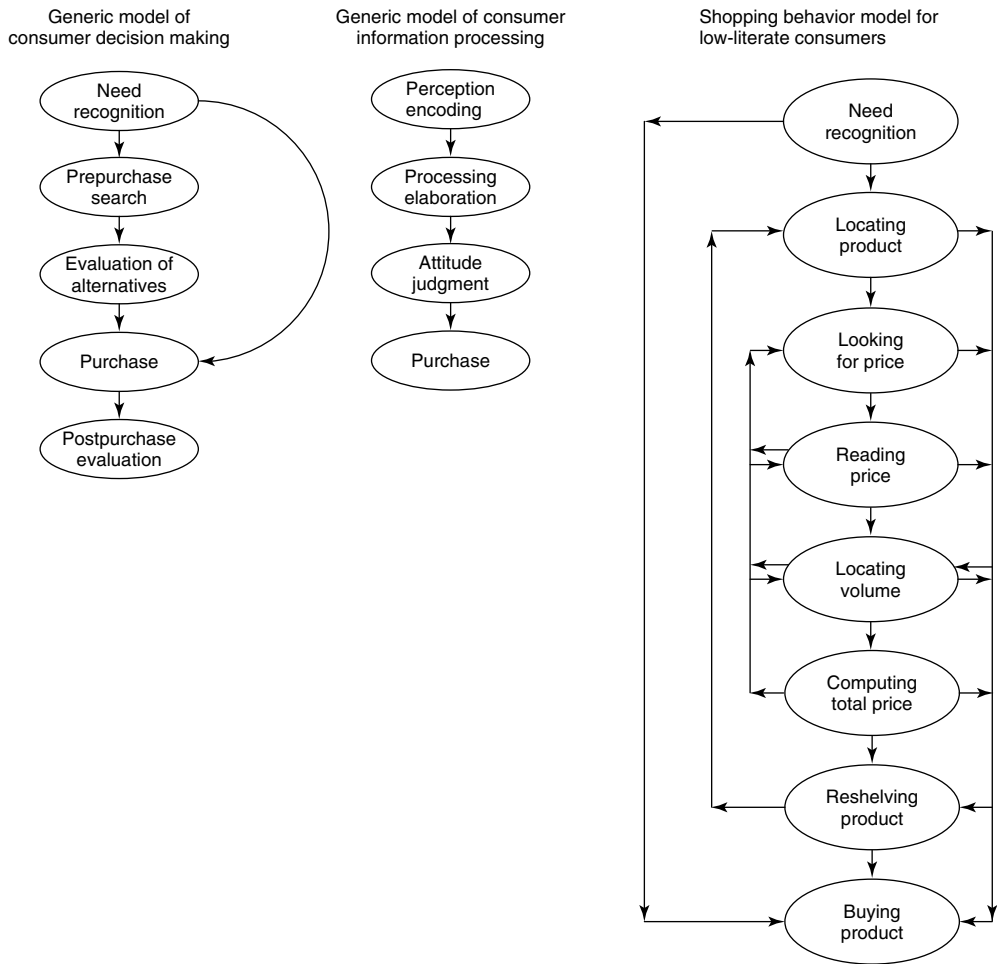 Generic model of
consumer decision making
Need
recognition
Prepurchase
search
Evaluation of
alternatives
Purchase
Postpurchase
evaluation
Generic model of consumer
information processing
Perception
encoding
Processing
elaboration
Attitude
judgment
Purchase
Shopping behavior model for
low-literate consumers
Need
recognition
Locating
product
Looking
for price
Reading
price
Locating
volume
Computing
total price
Reshelving
product
Buying
product